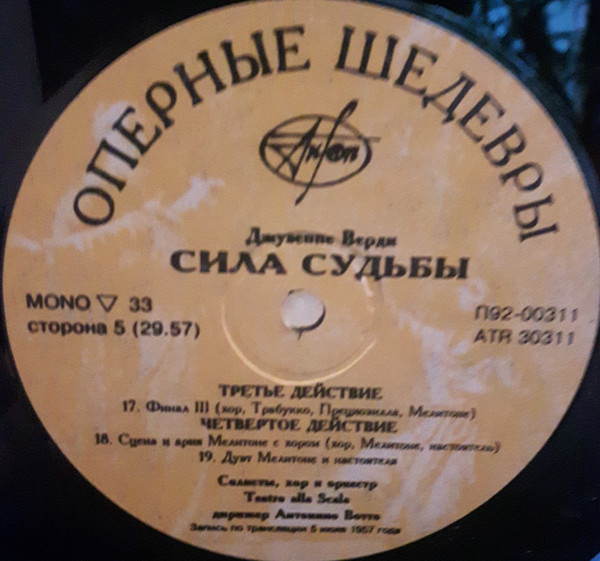 ОПЕРНЫЕ ШЕДЕВРЫ
Джузеппе Верди
СИЛА СУДЬБЫ
MONO ▽ 33
сторона 5 (29.57)
П92-00311
ATR 30311
ТРЕТЬЕ ДЕЙСТВИЕ
17. Финал III (хор, Трабукко, Прециозилла, Мелитоне)
ЧЕТВЕРТОЕ ДЕЙСТВИЕ
18. Сцена и ария Мелитоне с хором (хор, Мелитоне, настоятель)
19. Дуэт Мелитоне и настоятеля
Солисты, хор и оркестр
Teatro alla Scala
дирижер Антонино Вотто
Запись по трансляции 5 июня 1957 года